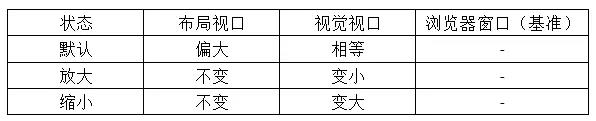 状态 布局视口 视觉视口 浏览器窗口（基准）
默认 偏大 相等 -
放大 不变 变小 -
缩小 不变 变大 -